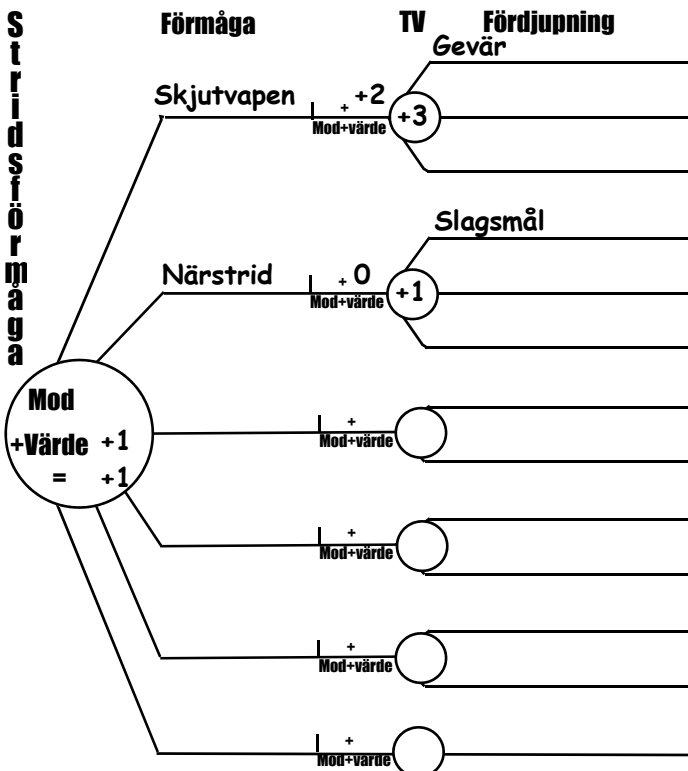 Stridsförmåga
Förmåga TV Fördjupning
Gevär
Skjutvapen + +2 +3
Mod+värde
Slagsmål
Närstrid + 0 +1
Mod+värde
Mod
+Värde +1
= +1
+
Mod+värde
+
Mod+värde
+
Mod+värde
+
Mod+värde